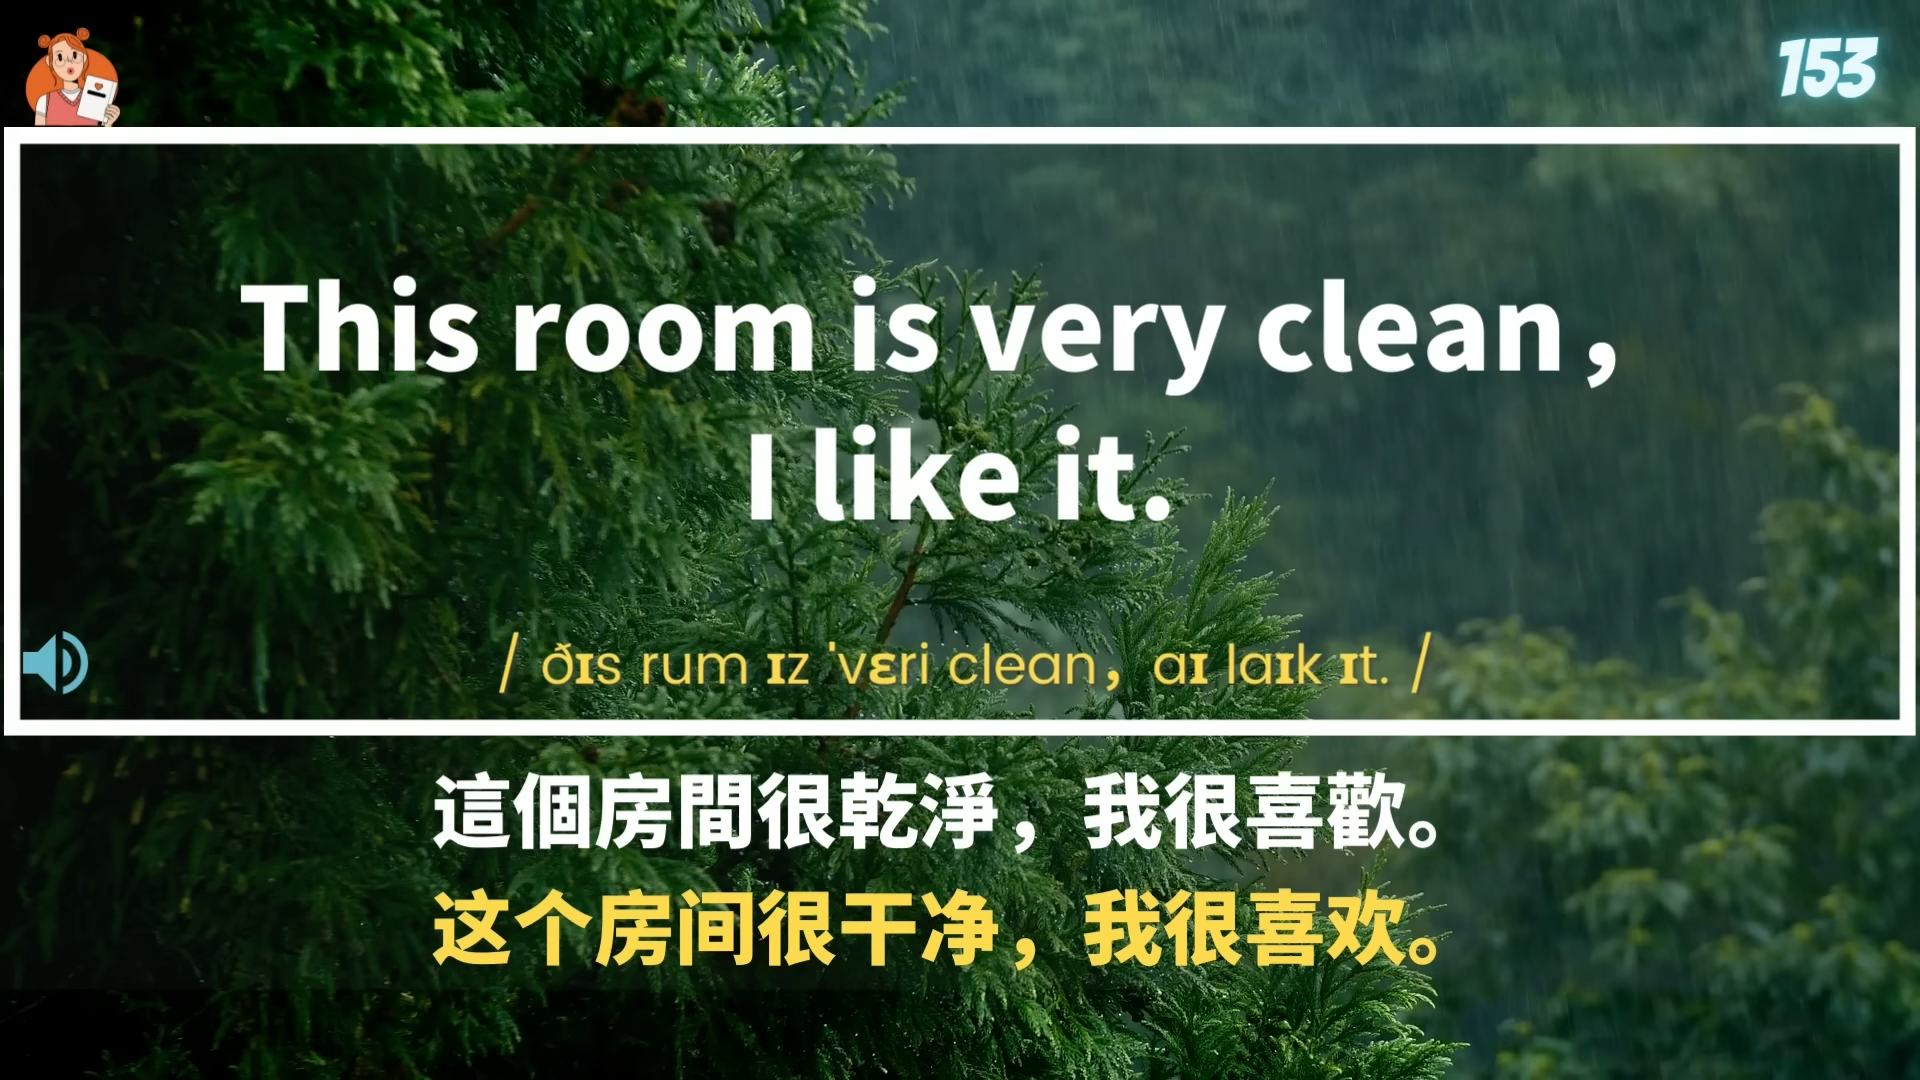 153
This room is very clean，
I like it.
/ ðɪs rum ɪz ˈvɛri clean，aɪ laɪk ɪt. /
這個房間很乾淨，我很喜歡。
这个房间很干净，我很喜欢。